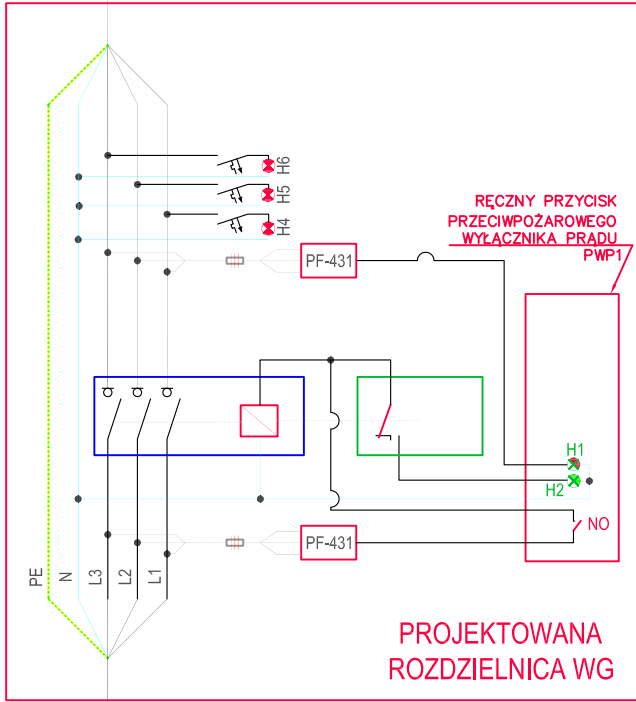 H6
H5
H4
RĘCZNY PRZYCISK
PRZECIWPOŻAROWEGO
WYŁĄCZNIKA PRĄDU
PWP1
PF-431
H1
H2
NO
PF-431
PE
N
L3
L2
L1
PROJEKTOWANA
ROZDZIELNICA WG